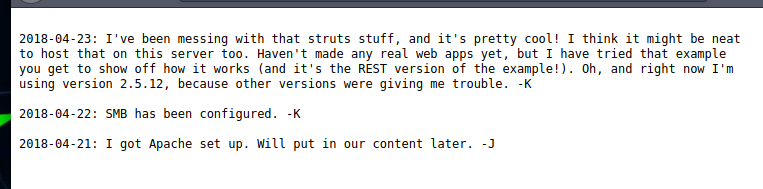 2018-04-23: I've been messing with that struts stuff, and it's pretty cool! I think it might be neat
to host that on this server too. Haven't made any real web apps yet, but I have tried that example
you get to show off how it works (and it's the REST version of the example!). Oh, and right now I'm
using version 2.5.12, because other versions were giving me trouble. -K
2018-04-22: SMB has been configured. -K
2018-04-21: I got Apache set up. Will put in our content later. -J